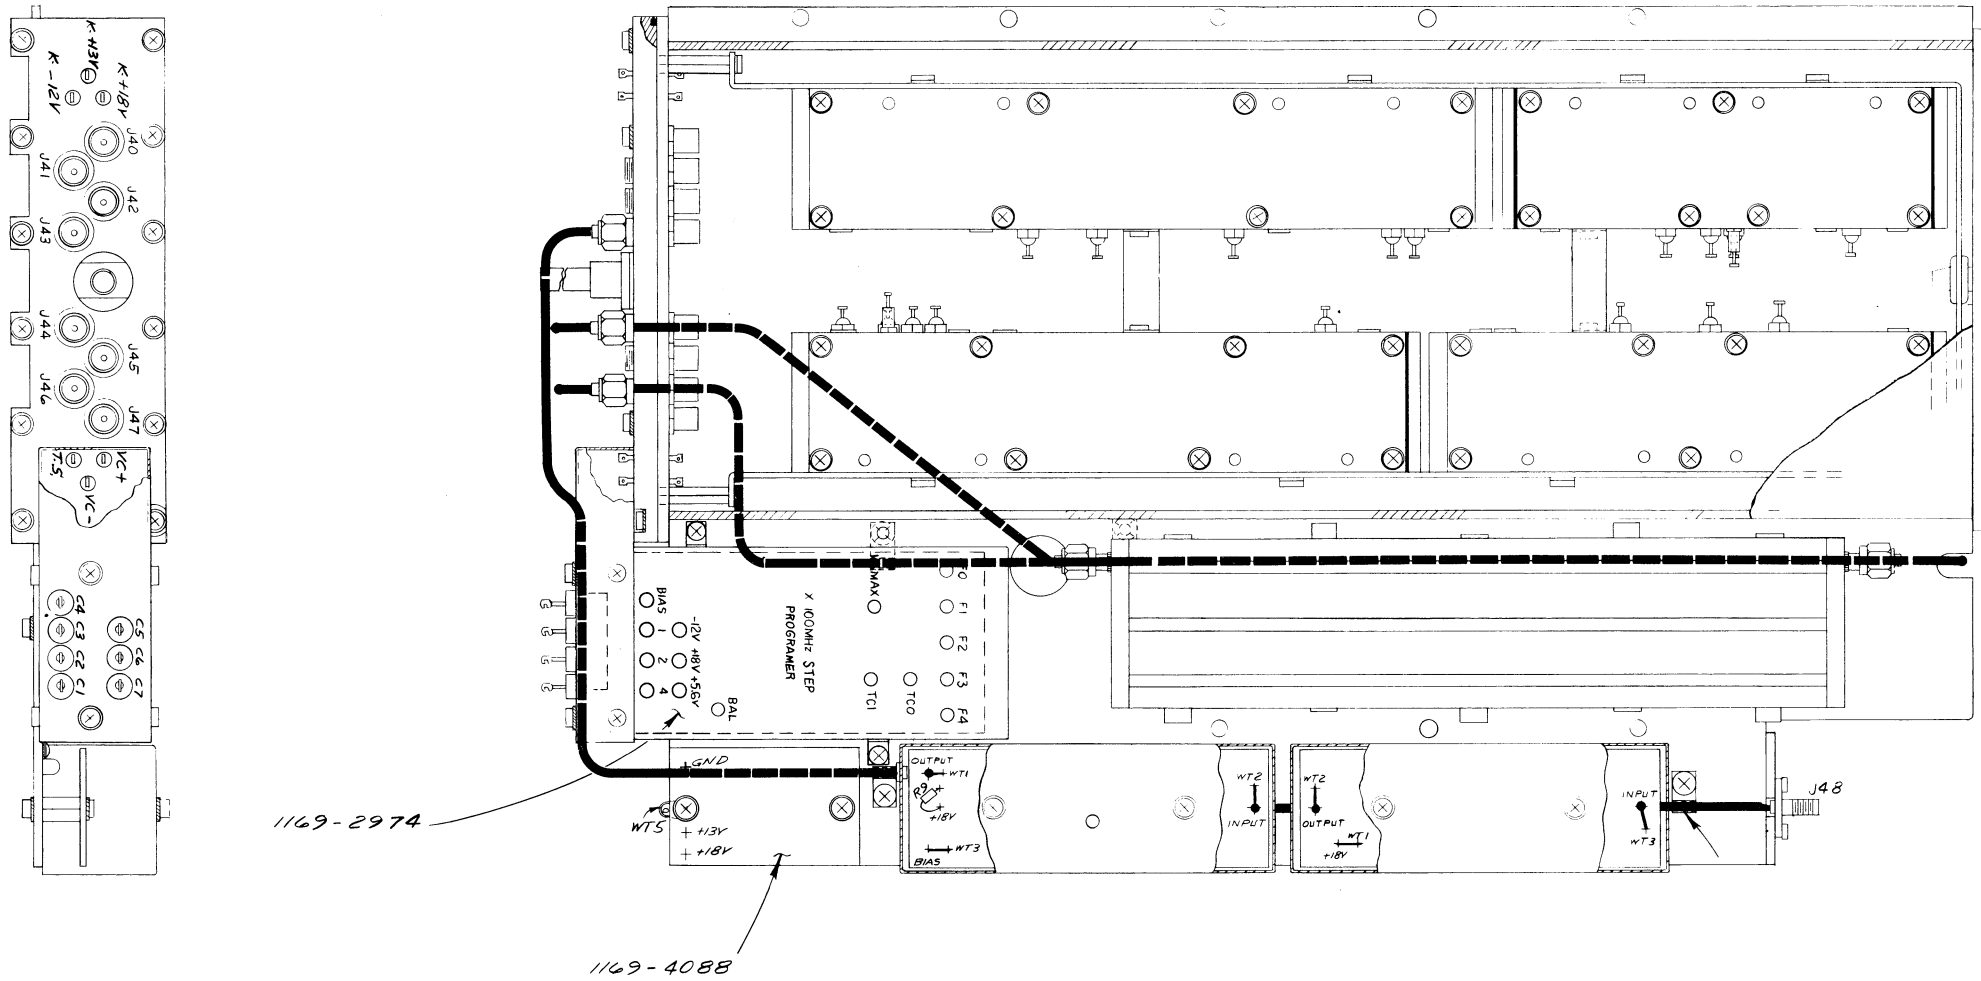 K +13V
K -12V
K +18V
J40
J41
J42
J43
J44
J45
J46
J47
T.S.
VC+
VC-
C4
C3
C2
C1
C5
C6
C7
BIAS
1
2
4
-12V
+18V
+5.6V
BAL
X 100MHz STEP
PROGRAMER
MAX
TC1
TC0
F0
F1
F2
F3
F4
GND
WT5
+13V
+18V
OUTPUT
WT1
R9
+18V
WT3
BIAS
WT2
INPUT
WT2
OUTPUT
WT1
+18V
INPUT
WT3
J48
1169-2974
1169-4088